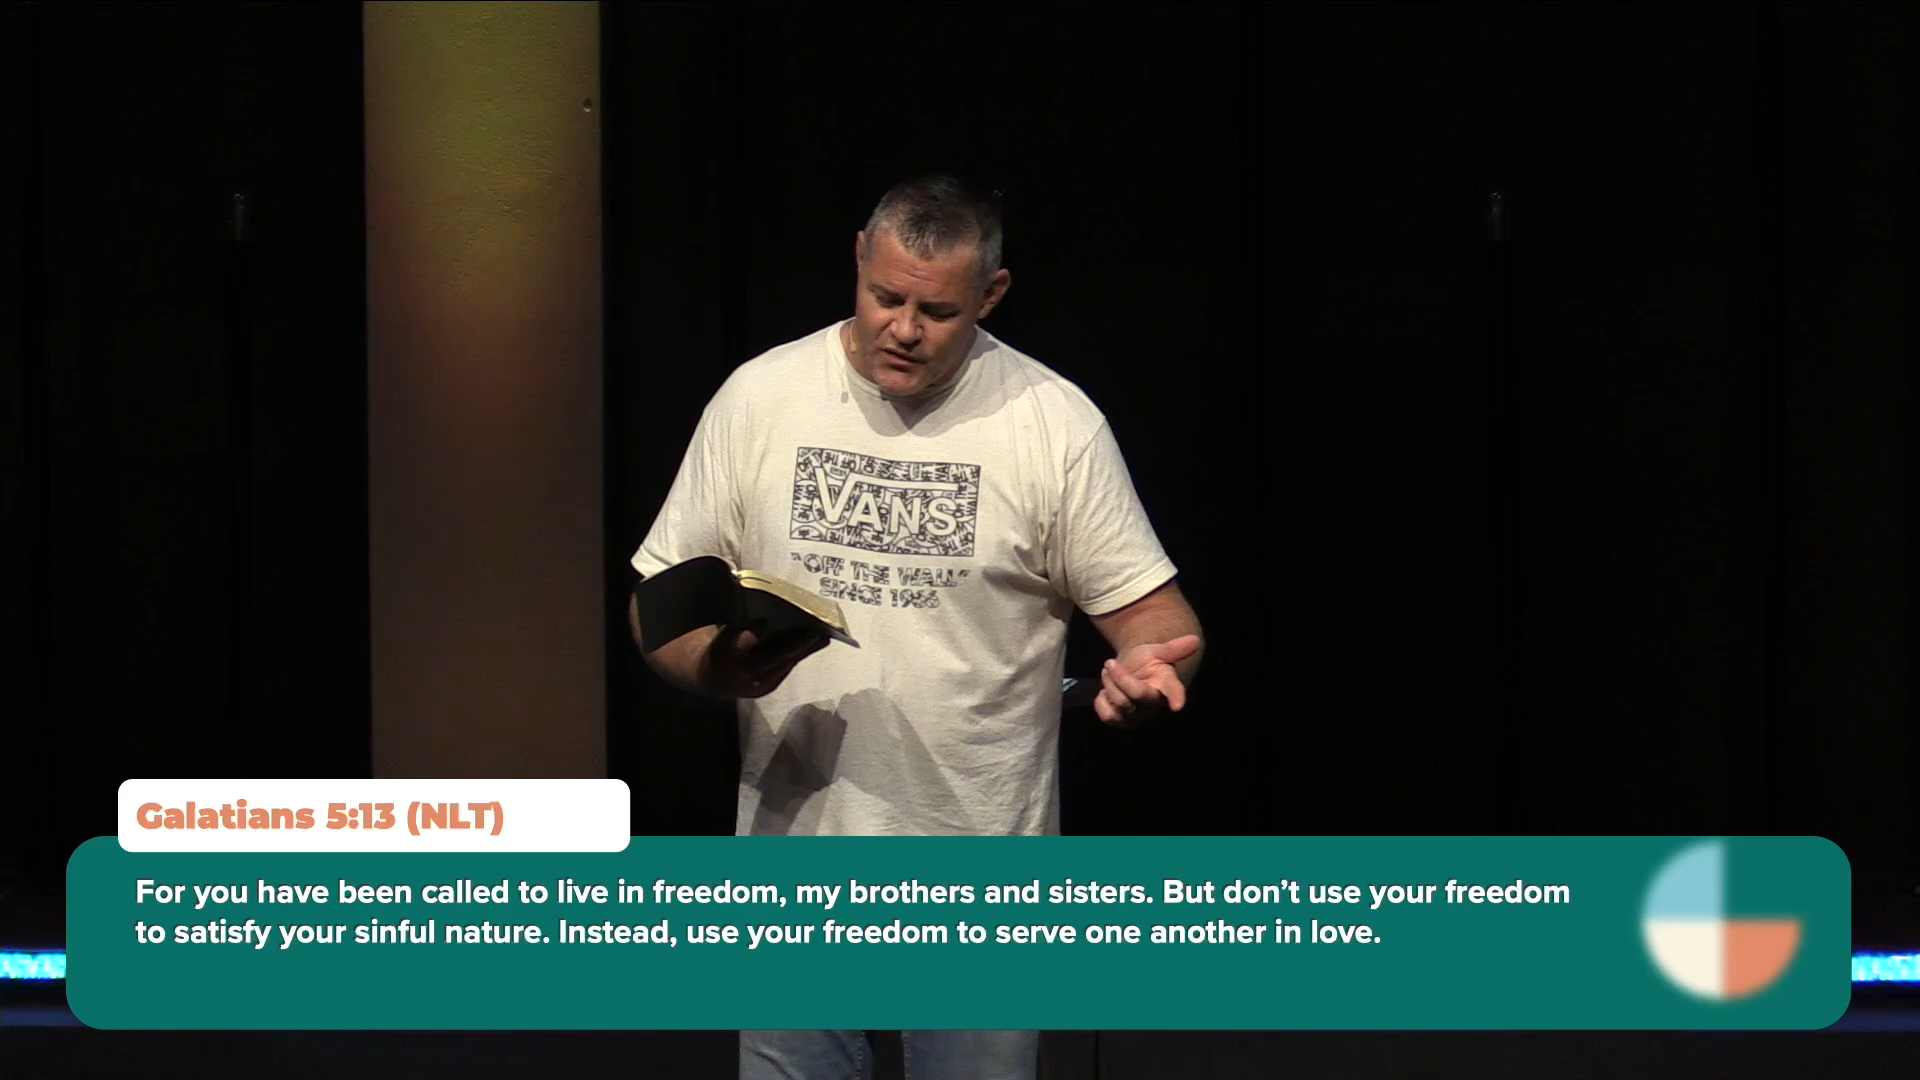 VANS
"OFF THE WALL"
SINCE 1966
Galatians 5:13 (NLT)
For you have been called to live in freedom, my brothers and sisters. But don't use your freedom
to satisfy your sinful nature. Instead, use your freedom to serve one another in love.